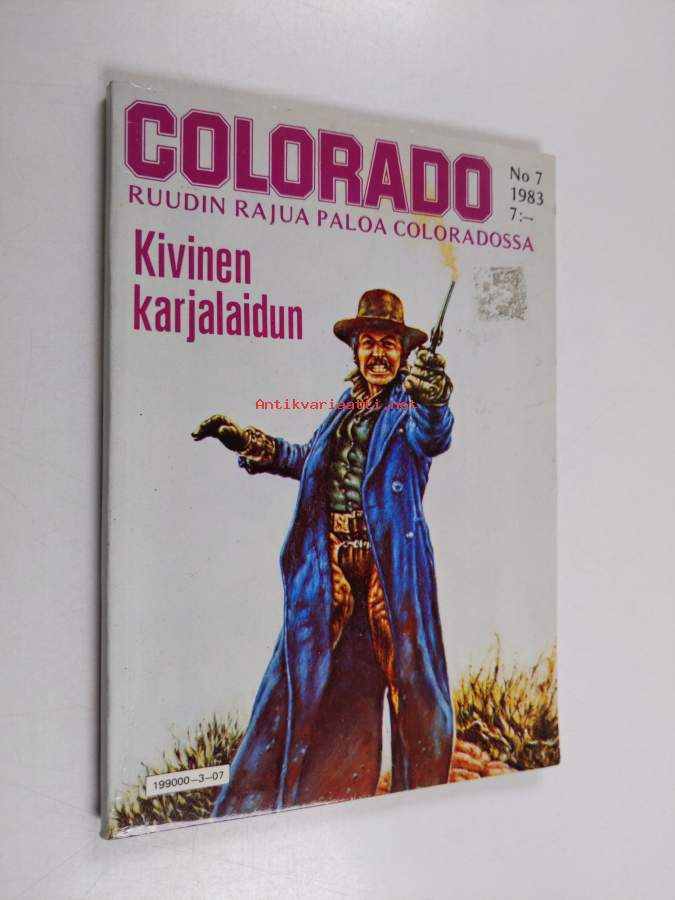 COLORADO
No 7
1983
7:–
RUUDIN RAJUA PALOA COLORADOSSA
Kivinen
karjalaidun
Antikvariaatti.net
199000–3–07